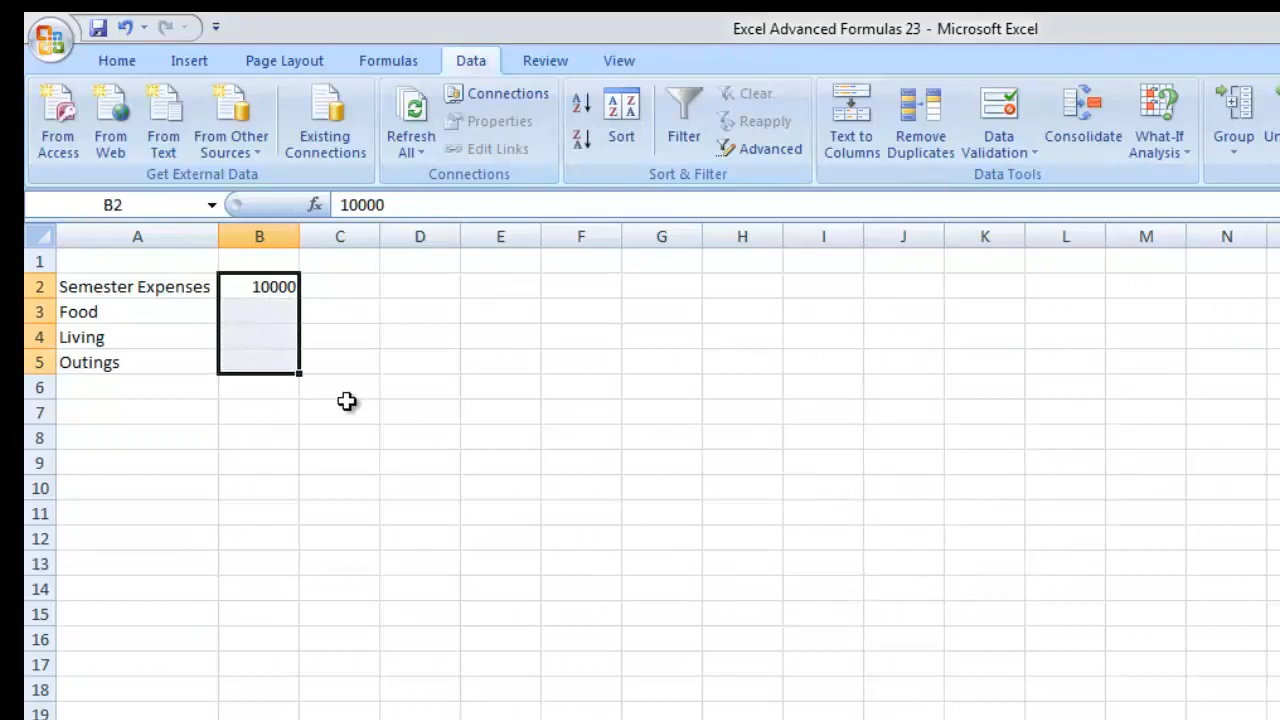 Excel Advanced Formulas 23 - Microsoft Excel
Home Insert Page Layout Formulas Data Review View
From Access
From Web
From Text
From Other Sources
Existing Connections
Get External Data
Refresh All
Connections
Properties
Edit Links
Connections
Sort
Filter
Clear
Reapply
Advanced
Sort & Filter
Text to Columns
Remove Duplicates
Data Validation
Consolidate
What-If Analysis
Data Tools
Group
B2 fx 10000
A B C D E F G H I J K L M N
1
2 Semester Expenses 10000
3 Food
4 Living
5 Outings
6
7
8
9
10
11
12
13
14
15
16
17
18
19